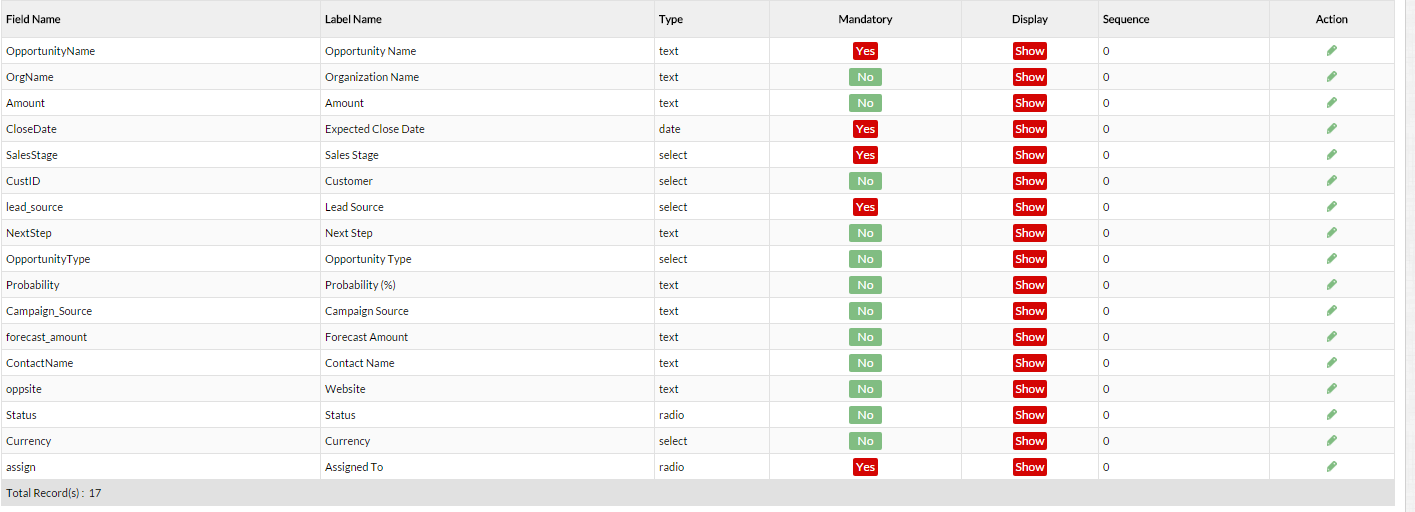 Field Name Label Name Type Mandatory Display Sequence Action
OpportunityName Opportunity Name text Yes Show 0
OrgName Organization Name text No Show 0
Amount Amount text No Show 0
CloseDate Expected Close Date date Yes Show 0
SalesStage Sales Stage select Yes Show 0
CustID Customer select No Show 0
lead_source Lead Source select Yes Show 0
NextStep Next Step text No Show 0
OpportunityType Opportunity Type select No Show 0
Probability Probability (%) text No Show 0
Campaign_Source Campaign Source text No Show 0
forecast_amount Forecast Amount text No Show 0
ContactName Contact Name text No Show 0
oppsite Website text No Show 0
Status Status radio No Show 0
Currency Currency select No Show 0
assign Assigned To radio Yes Show 0
Total Record(s) : 17